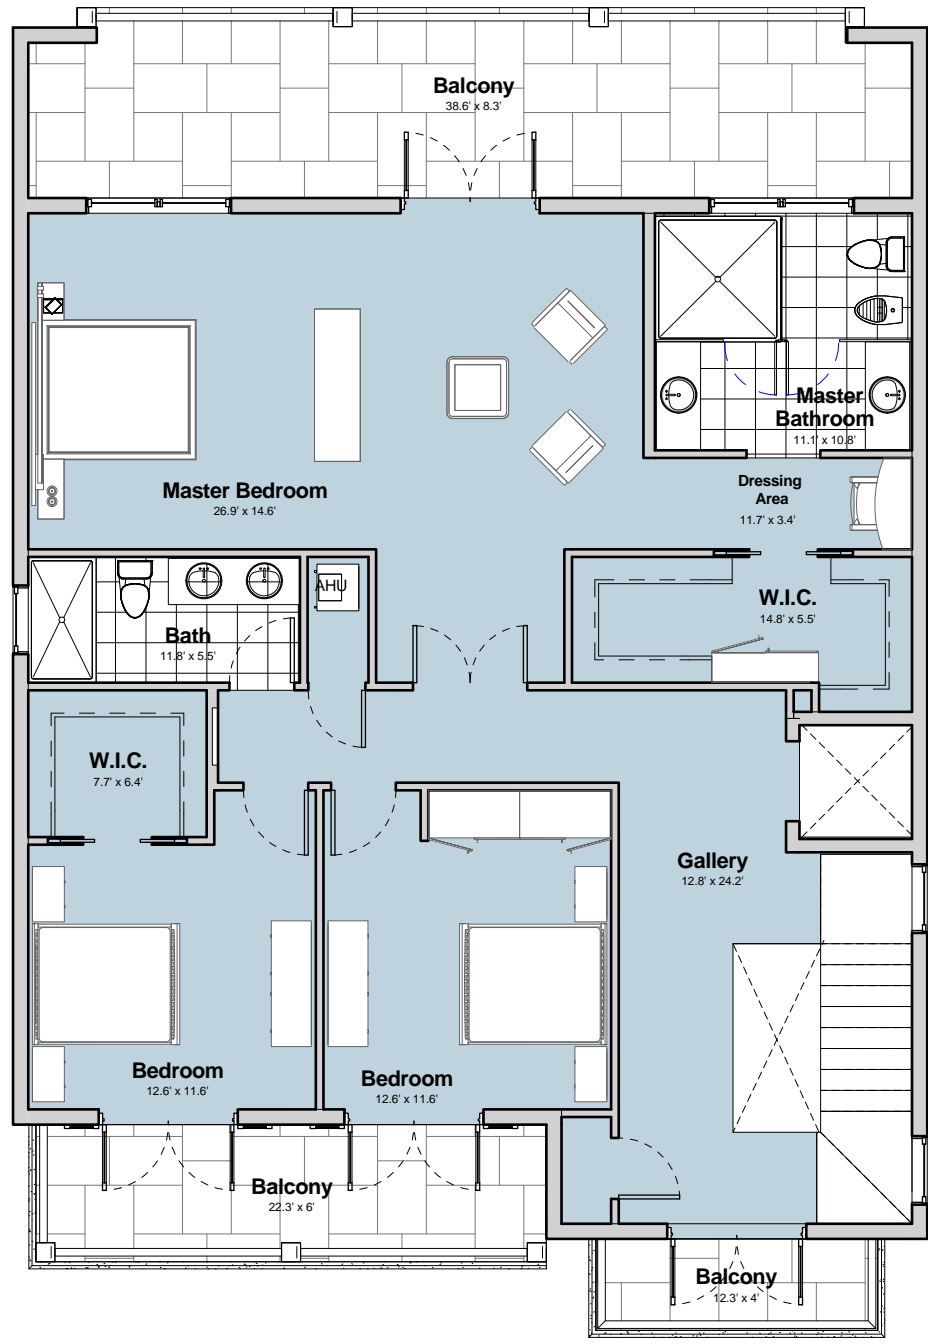 Balcony
38.6' x 8.3'
Master Bedroom
26.9' x 14.6'
Master
Bathroom
11.1' x 10.8'
Dressing
Area
11.7' x 3.4'
AHU
W.I.C.
14.8' x 5.5'
Bath
11.8' x 5.5'
W.I.C.
7.7' x 6.4'
Gallery
12.8' x 24.2'
Bedroom
12.6' x 11.6'
Bedroom
12.6' x 11.6'
Balcony
22.3' x 6'
Balcony
12.3' x 4'